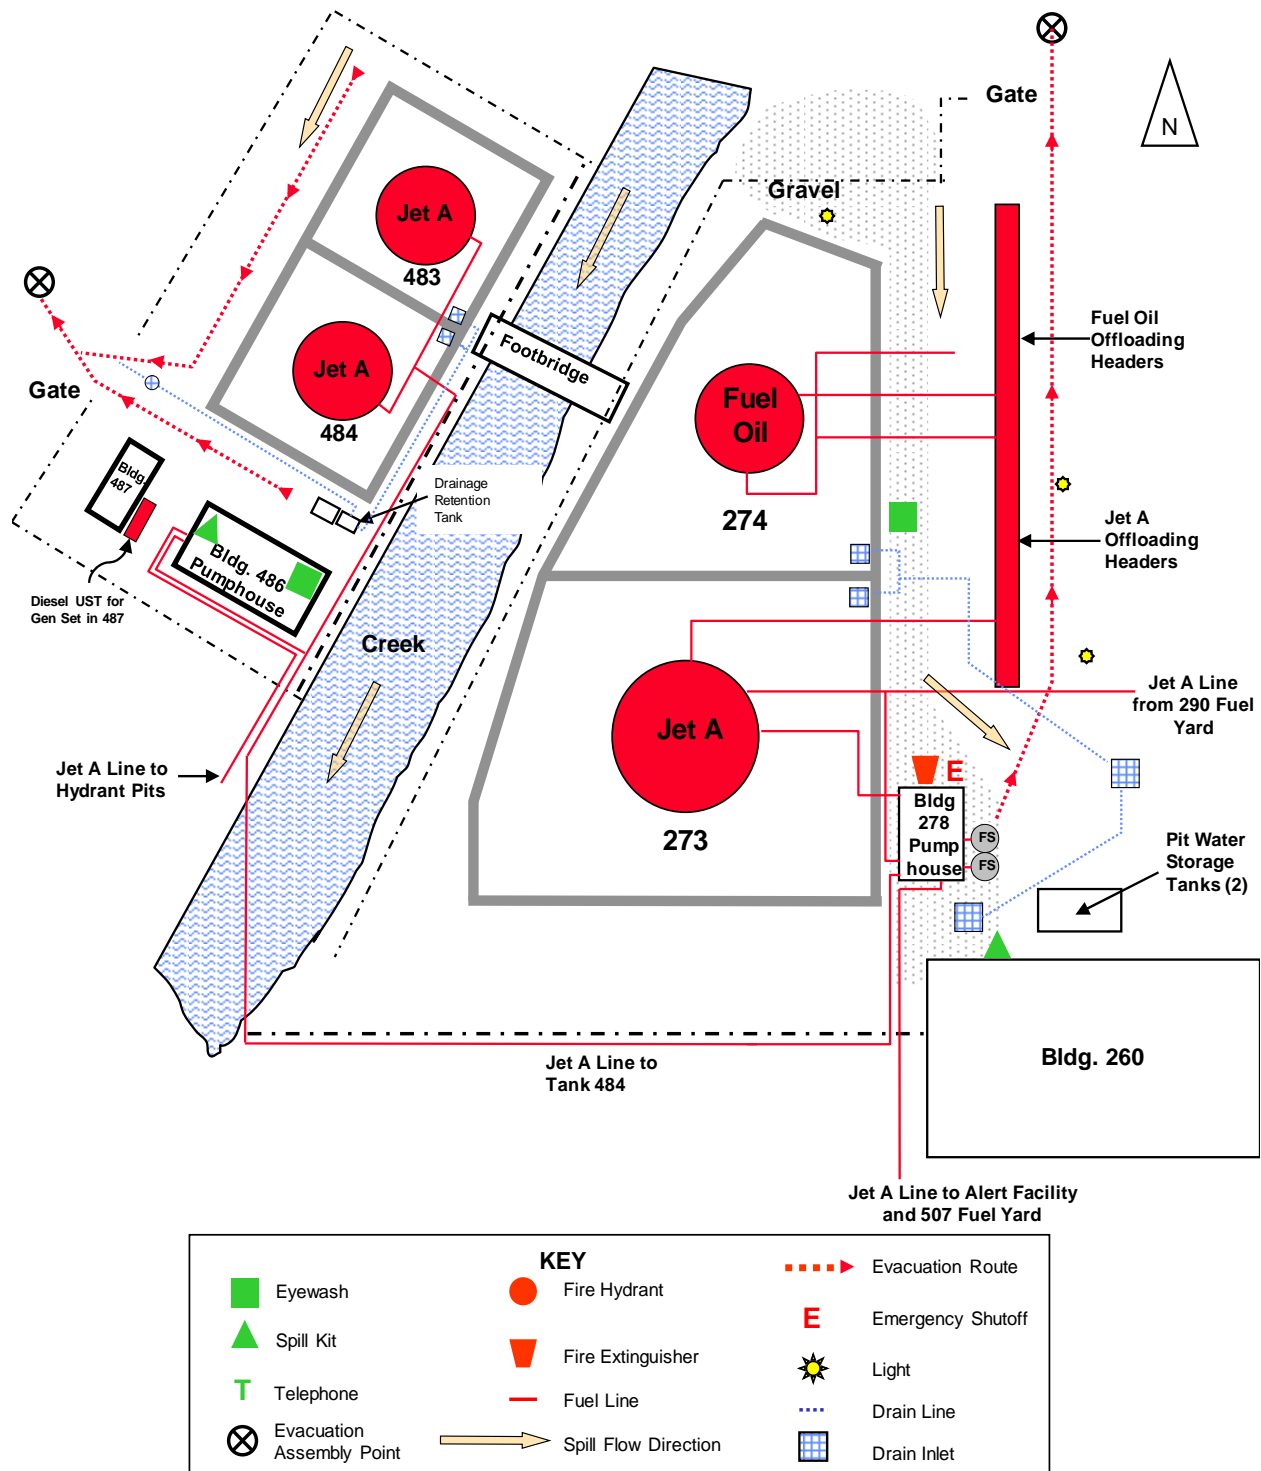 Gate
N
Gravel
Jet A
483
Fuel Oil
Offloading
Headers
Footbridge
Jet A
484
Gate
Fuel
Oil
274
Bldg.
487
Drainage
Retention
Tank
Jet A
Offloading
Headers
Bldg. 486
Pumphouse
Diesel UST for
Gen Set in 487
Creek
Jet A Line
from 290 Fuel
Yard
Jet A
273
Jet A Line to
Hydrant Pits
E
Bldg
278
Pump
house
FS
FS
Pit Water
Storage
Tanks (2)
Bldg. 260
Jet A Line to
Tank 484
Jet A Line to Alert Facility
and 507 Fuel Yard
KEY
Eyewash
Spill Kit
T Telephone
Evacuation
Assembly Point
Fire Hydrant
Fire Extinguisher
Fuel Line
Spill Flow Direction
Evacuation Route
E Emergency Shutoff
Light
Drain Line
Drain Inlet